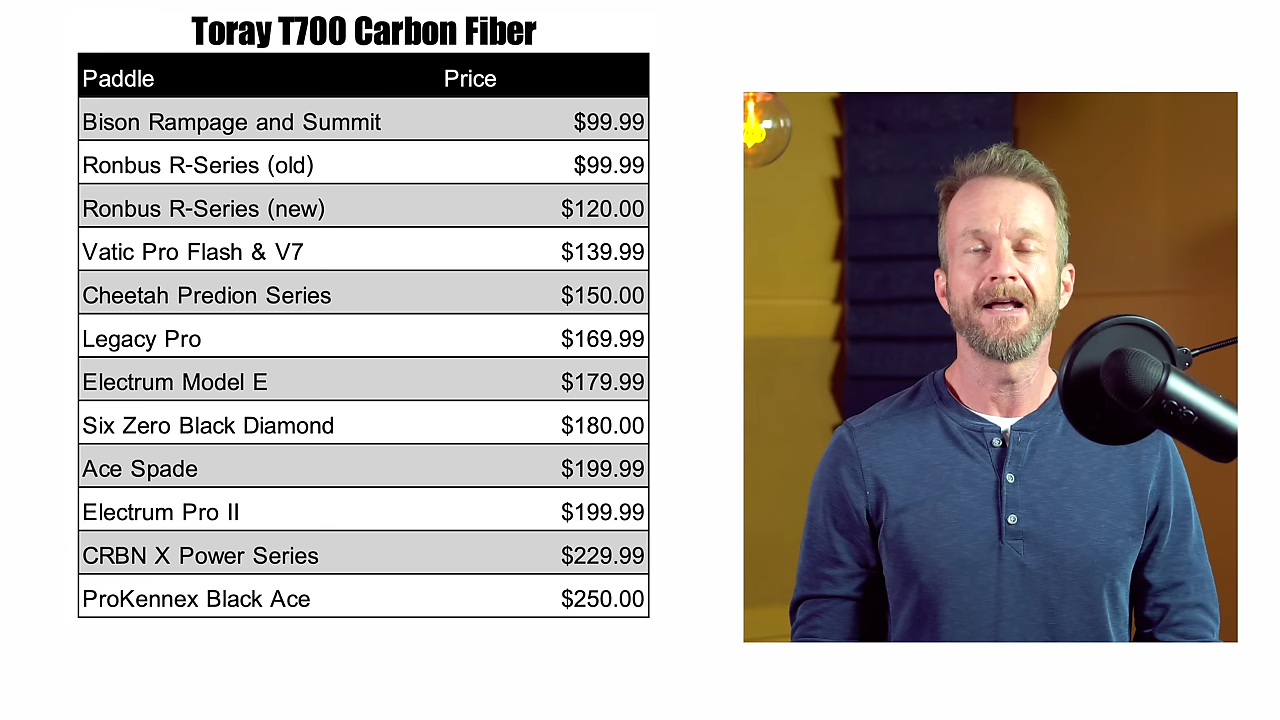 Toray T700 Carbon Fiber
Paddle Price
Bison Rampage and Summit $99.99
Ronbus R-Series (old) $99.99
Ronbus R-Series (new) $120.00
Vatic Pro Flash & V7 $139.99
Cheetah Predion Series $150.00
Legacy Pro $169.99
Electrum Model E $179.99
Six Zero Black Diamond $180.00
Ace Spade $199.99
Electrum Pro II $199.99
CRBN X Power Series $229.99
ProKennex Black Ace $250.00